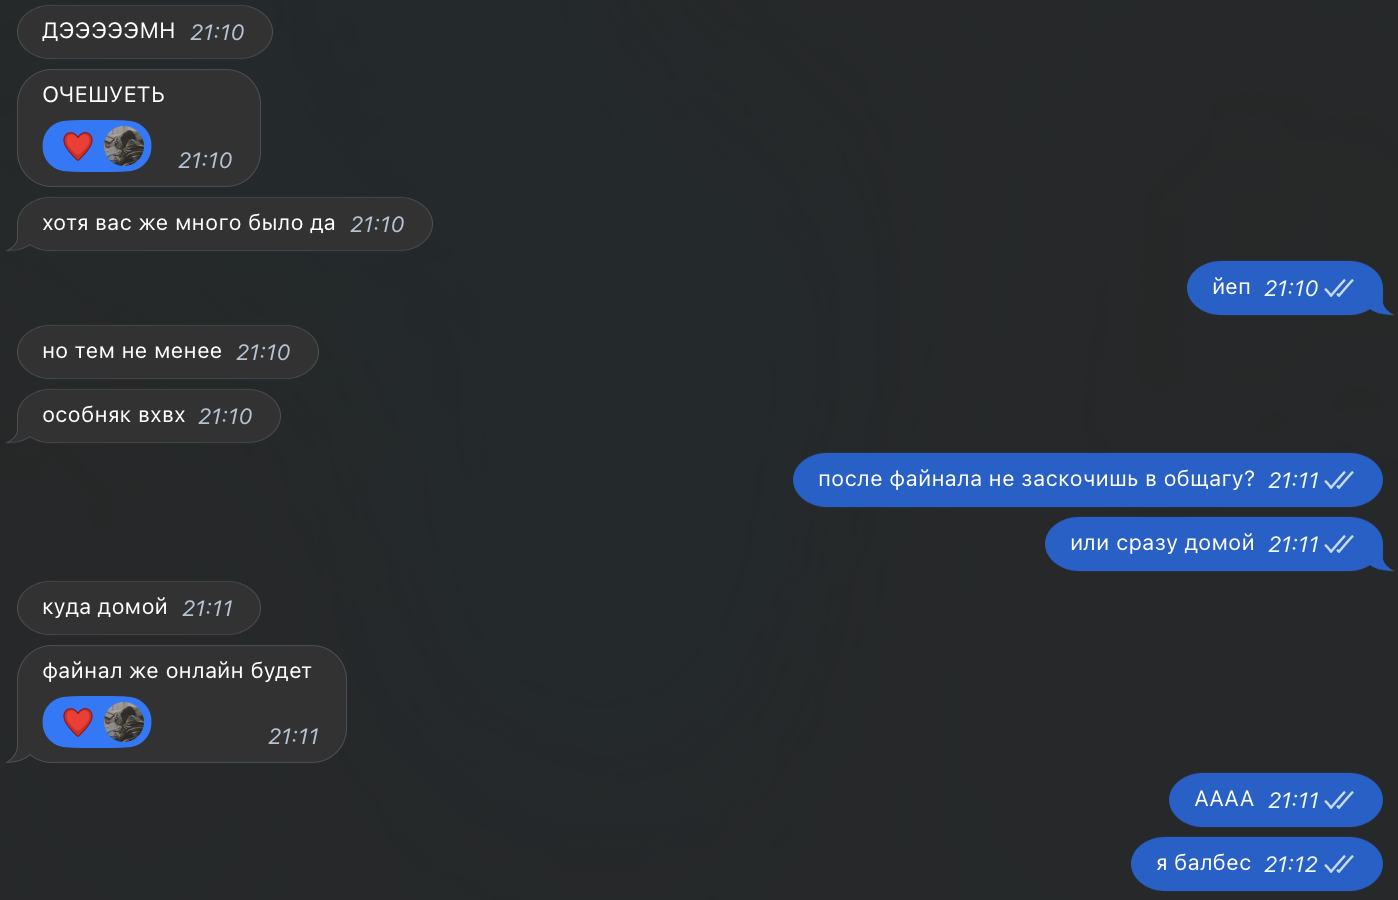 ДЭЭЭЭЭМН 21:10
ОЧЕШУЕТЬ
21:10
хотя вас же много было да 21:10
йеп 21:10
но тем не менее 21:10
особняк вхвх 21:10
после файнала не заскочишь в общагу? 21:11
или сразу домой 21:11
куда домой 21:11
файнал же онлайн будет
21:11
АААА 21:11
я балбес 21:12